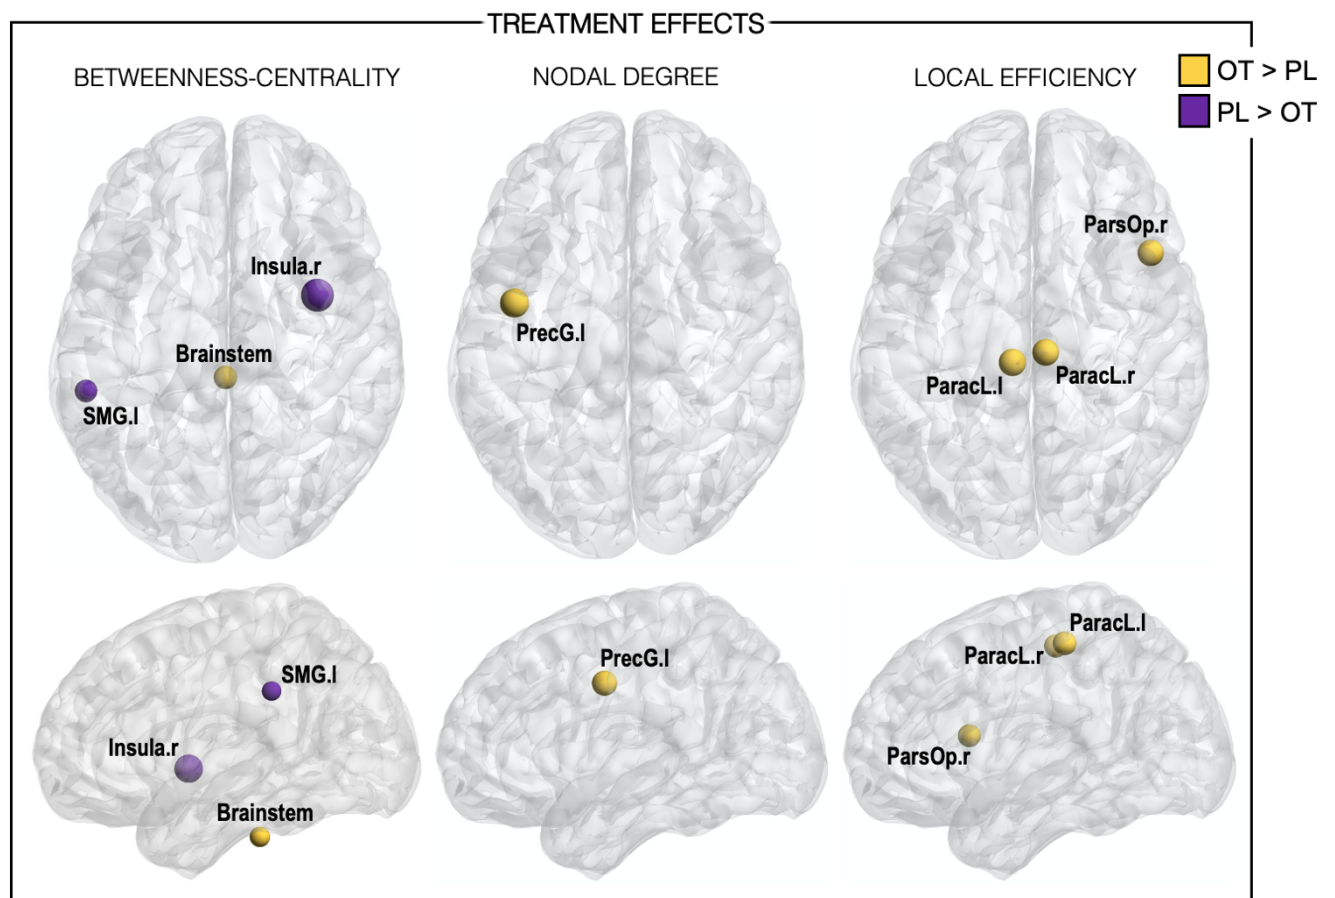 TREATMENT EFFECTS
BETWEENNESS-CENTRALITY
NODAL DEGREE
LOCAL EFFICIENCY
OT > PL
PL > OT
Insula.r
Brainstem
SMG.l
PrecG.l
ParsOp.r
ParacL.l
ParacL.r
SMG.l
Insula.r
Brainstem
PrecG.l
ParacL.l
ParacL.r
ParsOp.r